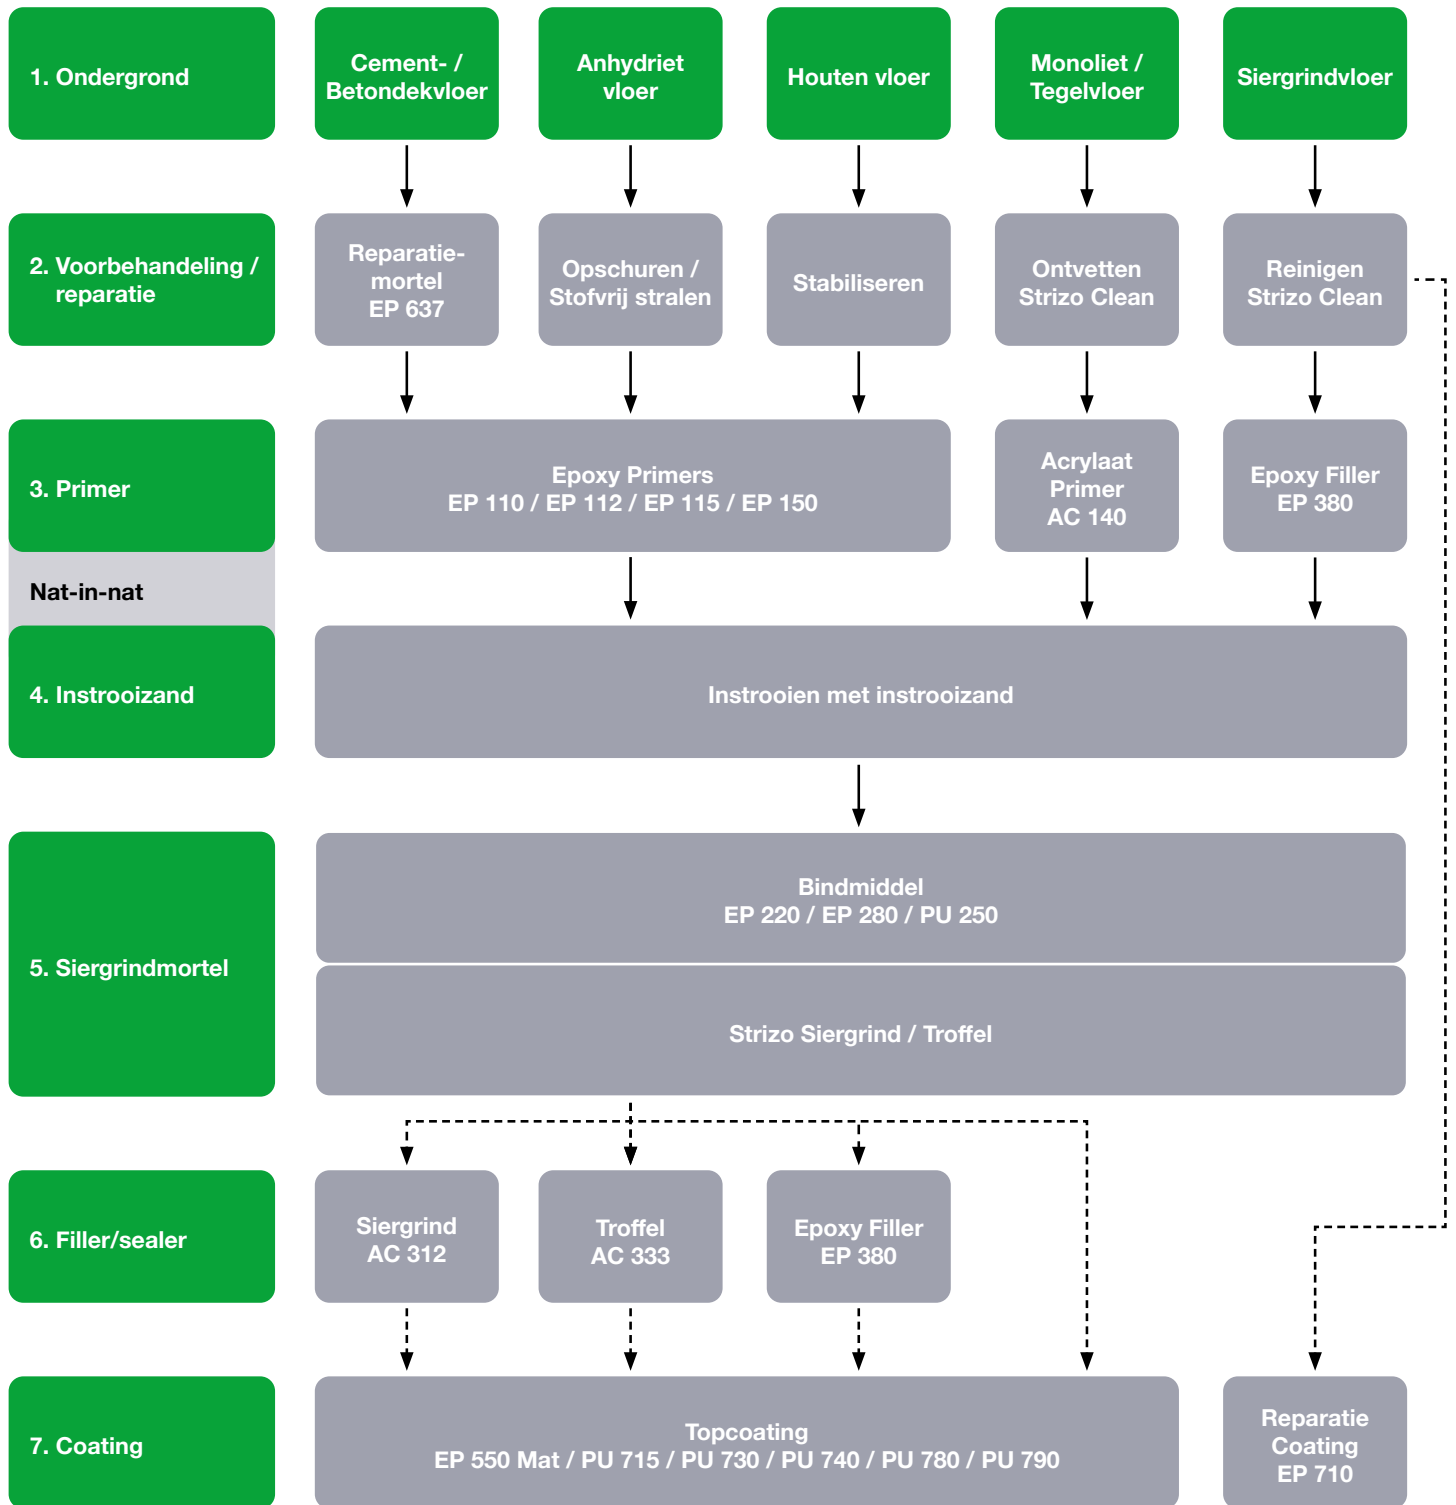 1. Ondergrond
Cement- /
Betondekvloer
Anhydriet
vloer
Houten vloer
Monoliet /
Tegelvloer
Siergrindvloer
2. Voorbehandeling /
reparatie
Reparatie-
mortel
EP 637
Opschuren /
Stofvrij stralen
Stabiliseren
Ontvetten
Strizo Clean
Reinigen
Strizo Clean
3. Primer
Epoxy Primers
EP 110 / EP 112 / EP 115 / EP 150
Acrylaat
Primer
AC 140
Epoxy Filler
EP 380
Nat-in-nat
4. Instrooizand
Instrooien met instrooizand
5. Siergrindmortel
Bindmiddel
EP 220 / EP 280 / PU 250
Strizo Siergrind / Troffel
6. Filler/sealer
Siergrind
AC 312
Troffel
AC 333
Epoxy Filler
EP 380
7. Coating
Topcoating
EP 550 Mat / PU 715 / PU 730 / PU 740 / PU 780 / PU 790
Reparatie
Coating
EP 710